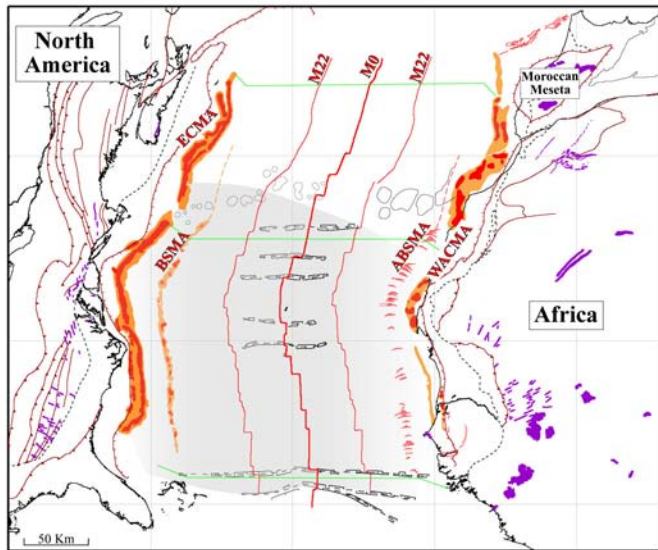 North
America
M22
M0
M22
Moroccan
Meseta
ECMA
BSMA
ABSMA
WACMA
Africa
50 Km